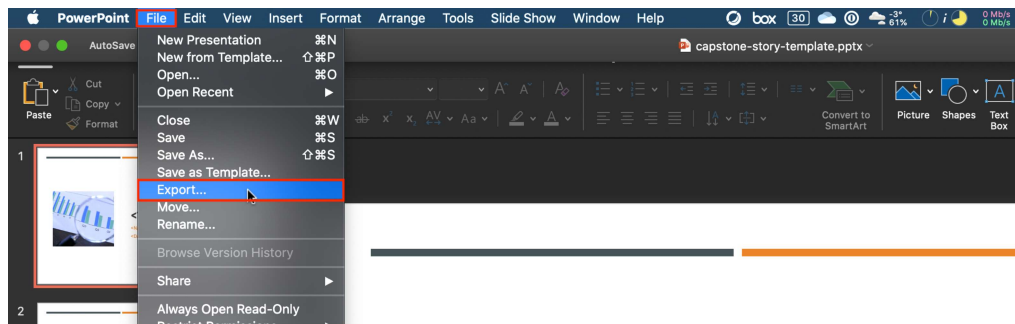 PowerPoint File Edit View Insert Format Arrange Tools Slide Show Window Help box 30 -3° 61% 0 Mb/s 0 Mb/s
AutoSave capstone-story-template.pptx
New Presentation ⌘N
New from Template... ⇧⌘P
Open... ⌘O
Open Recent ▶
Close ⌘W
Save ⌘S
Save As... ⇧⌘S
Save as Template...
Export...
Move...
Rename...
Browse Version History
Share ▶
Always Open Read-Only
Paste
Cut
Copy
Format
Convert to
SmartArt
Picture
Shapes
Text
Box
1
2